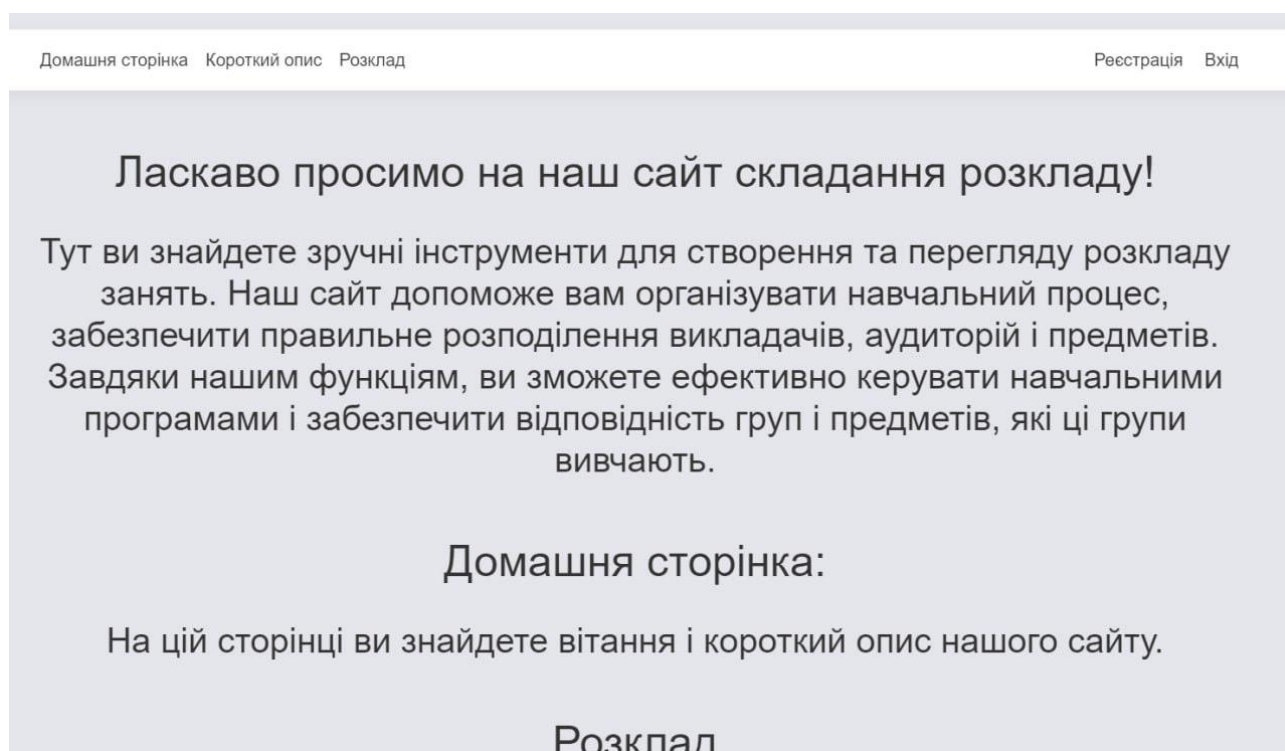 Домашня сторінка Короткий опис Розклад Реєстрація Вхід
Ласкаво просимо на наш сайт складання розкладу!
Тут ви знайдете зручні інструменти для створення та перегляду розкладу
занять. Наш сайт допоможе вам організувати навчальний процес,
забезпечити правильне розподілення викладачів, аудиторій і предметів.
Завдяки нашим функціям, ви зможете ефективно керувати навчальними
програмами і забезпечити відповідність груп і предметів, які ці групи
вивчають.
Домашня сторінка:
На цій сторінці ви знайдете вітання і короткий опис нашого сайту.
Розклад